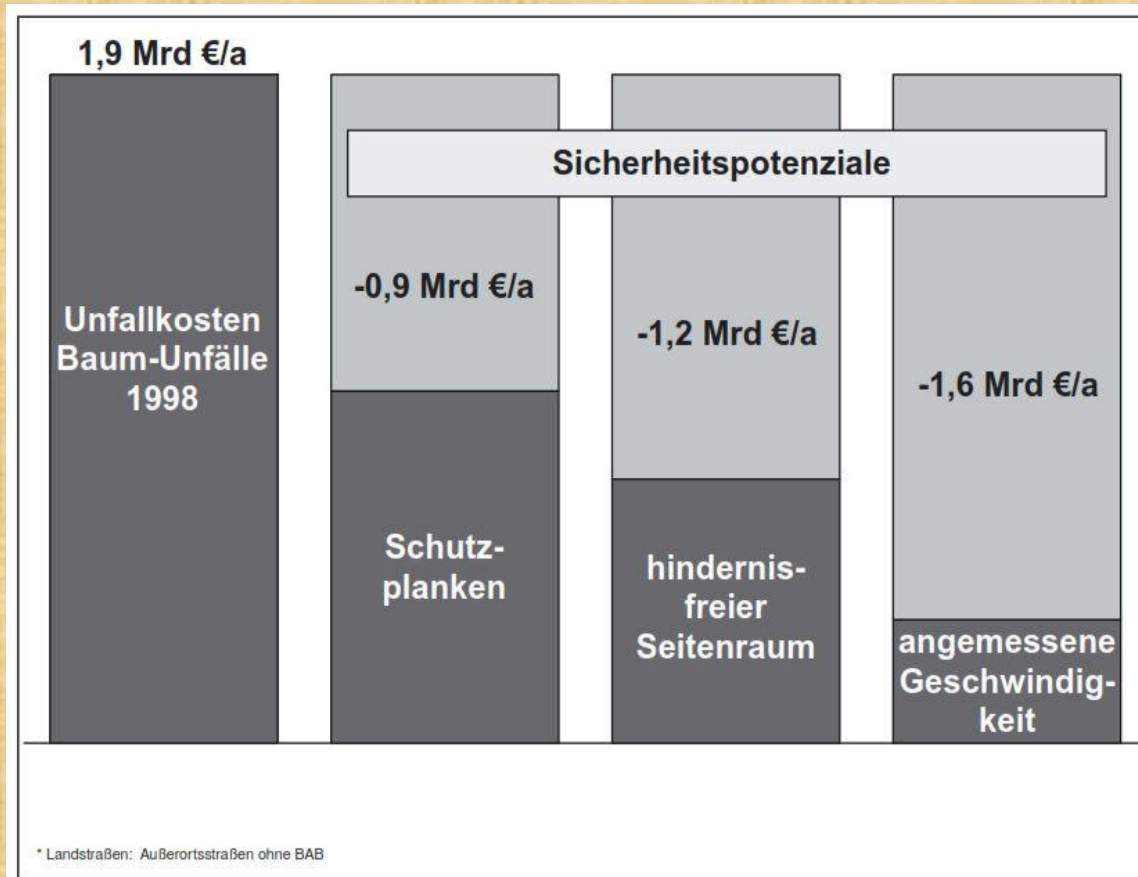 1,9 Mrd €/a
Sicherheitspotenziale
-0,9 Mrd €/a
-1,2 Mrd €/a
-1,6 Mrd €/a
Unfallkosten
Baum-Unfälle
1998
Schutz-
planken
hindernis-
freier
Seitenraum
angemessene
Geschwindig-
keit
* Landstraßen: Außerortsstraßen ohne BAB